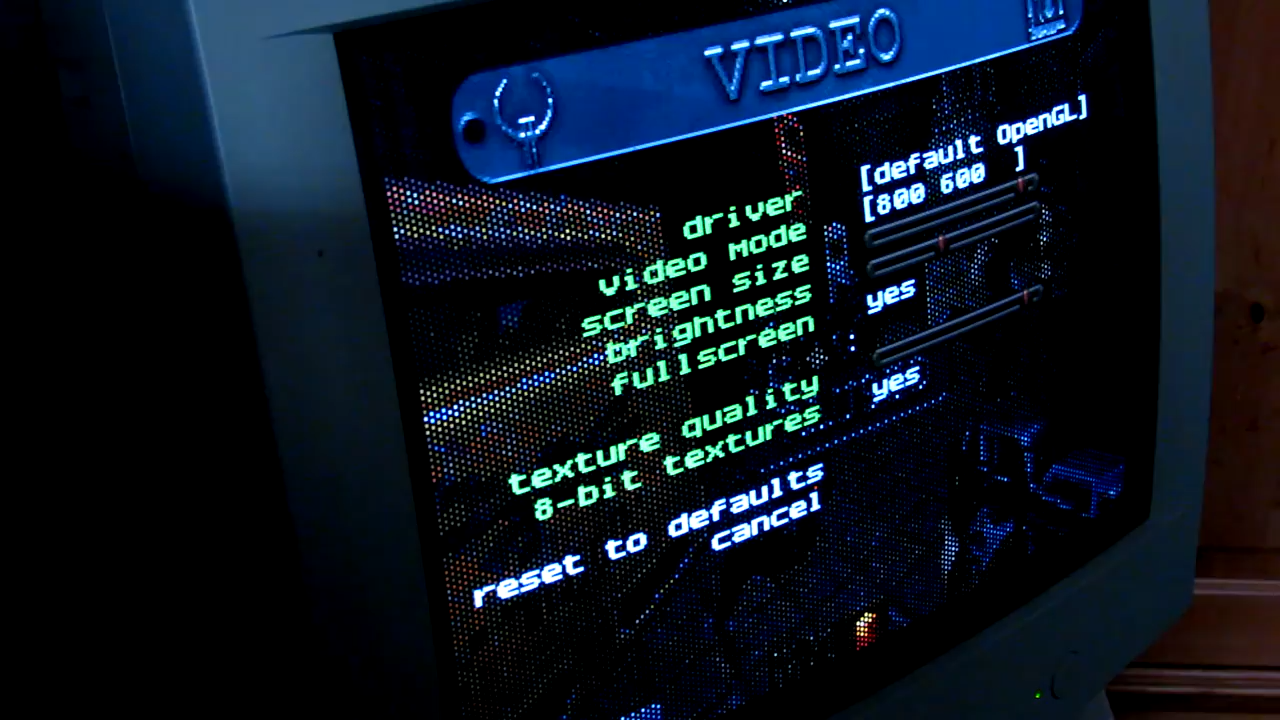 VIDEO
driver [default OpenGL]
video mode [800 600 ]
screen size
brightness
fullscreen yes
texture quality
8-bit textures yes
reset to defaults
cancel